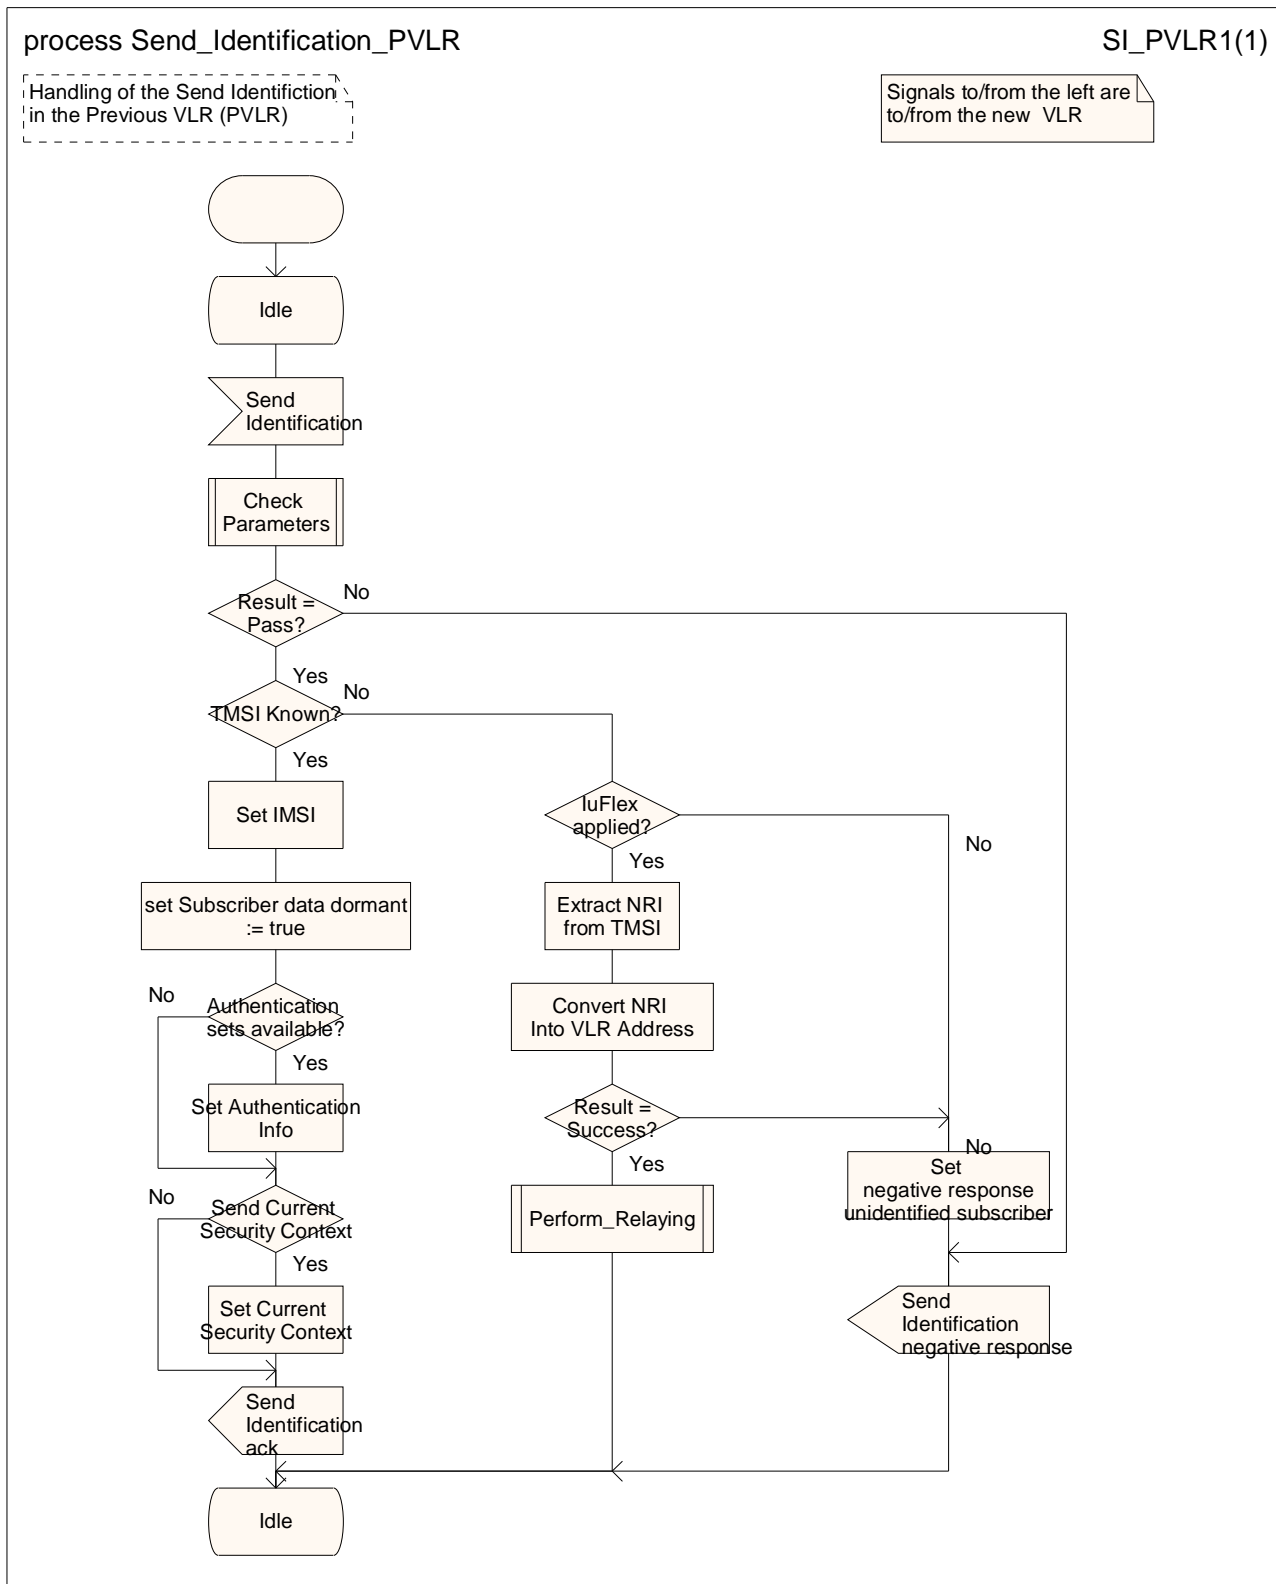 process Send_Identification_PVLR
SI_PVLR1(1)
Handling of the Send Identifiction
in the Previous VLR (PVLR)
Signals to/from the left are
to/from the new  VLR
Idle
Send
Identification
Check
Parameters
Result =
Pass?
No
Yes
TMSI Known?
No
Yes
Set IMSI
IuFlex
applied?
No
Yes
set Subscriber data dormant
:= true
Extract NRI
from TMSI
Authentication
sets available?
No
Yes
Convert NRI
Into VLR Address
Set Authentication
Info
Result =
Success?
No
Yes
Set
negative response
unidentified subscriber
Send Current
Security Context
No
Yes
Perform_Relaying
Set Current
Security Context
Send
Identification
negative response
Send
Identification
ack
Idle